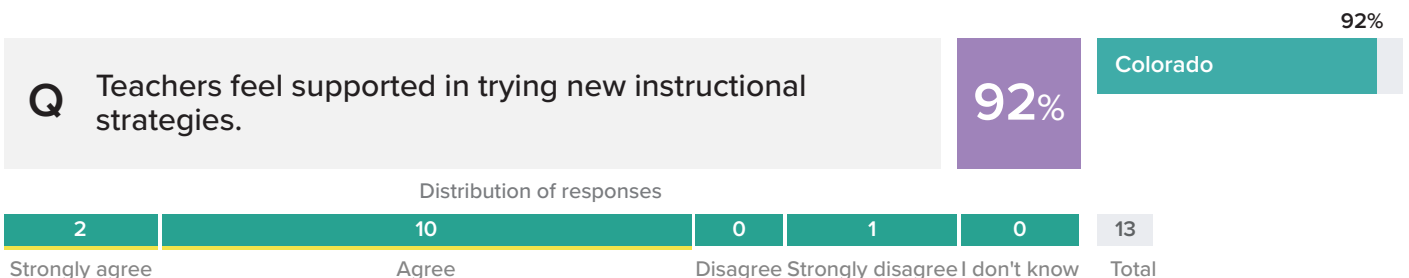 92%
Q Teachers feel supported in trying new instructional
strategies.
92%
Colorado
Distribution of responses
2 10 0 1 0 13
Strongly agree Agree Disagree Strongly disagree I don't know Total